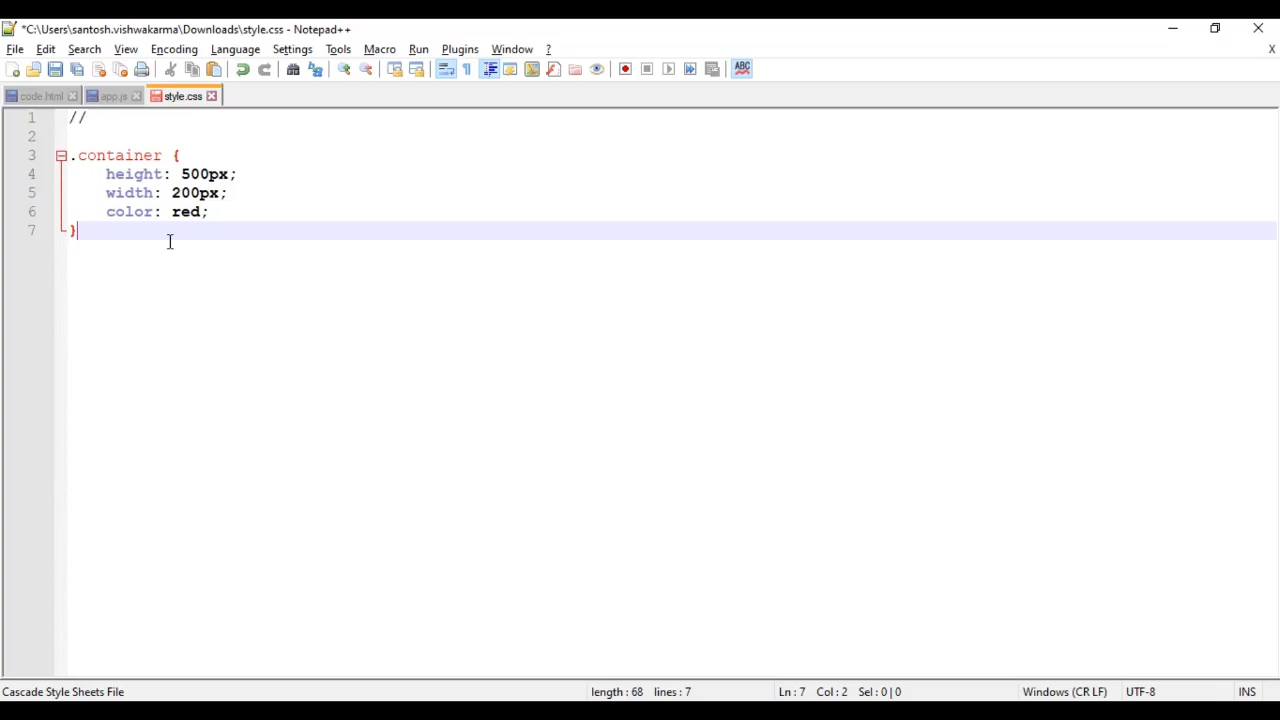 *C:\Users\santosh.vishwakarma\Downloads\style.css - Notepad++
File Edit Search View Encoding Language Settings Tools Macro Run Plugins Window ? X
ABC
code.html app.js style.css
1 //
2
3 .container {
4 height: 500px;
5 width: 200px;
6 color: red;
7 }
Cascade Style Sheets File length : 68 lines : 7 Ln : 7 Col : 2 Sel : 0 | 0 Windows (CR LF) UTF-8 INS